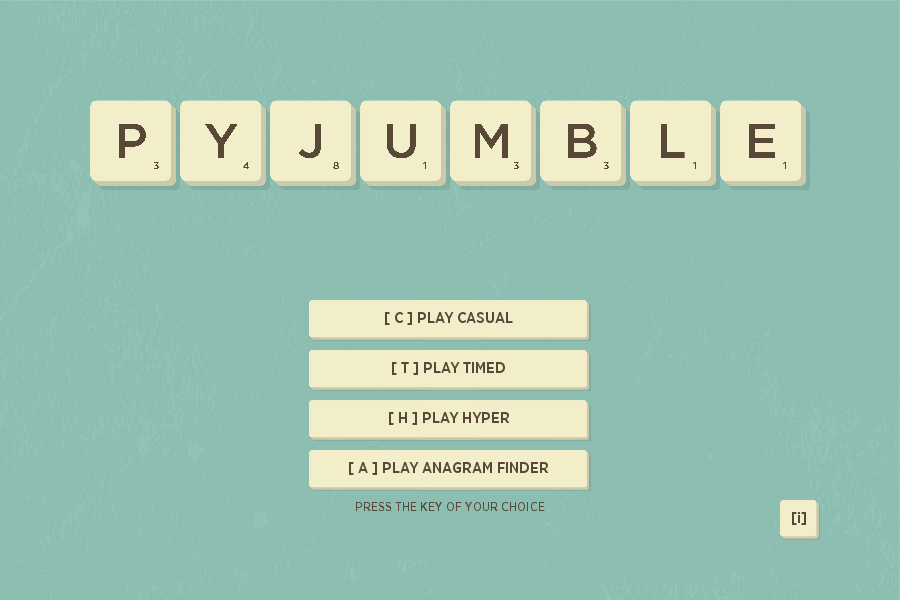 PYJUMBLE
3 4 8 1 3 3 1 1
[ C ] PLAY CASUAL
[ T ] PLAY TIMED
[ H ] PLAY HYPER
[ A ] PLAY ANAGRAM FINDER
PRESS THE KEY OF YOUR CHOICE
[i]